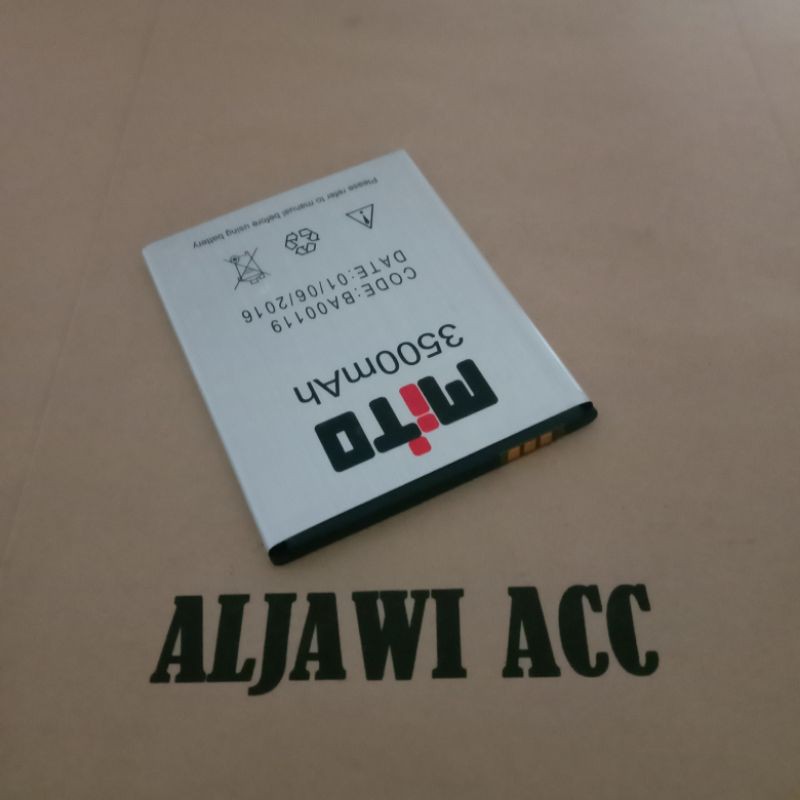 mito
3500mAh
CODE:BA00119
DATE:01/06/2016
Please refer to manual before using battery
ALJAWI ACC